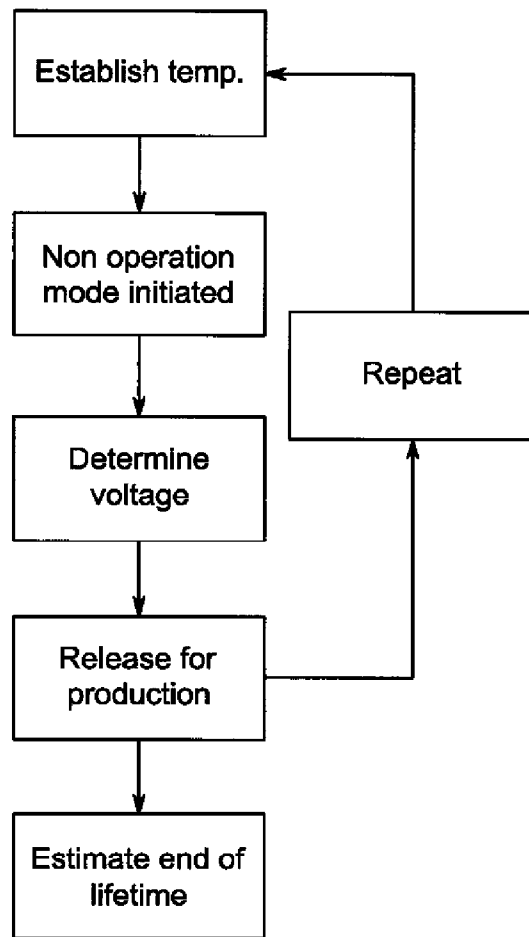 Establish temp.
Non operation
mode initiated
Repeat
Determine
voltage
Release for
production
Estimate end of
lifetime